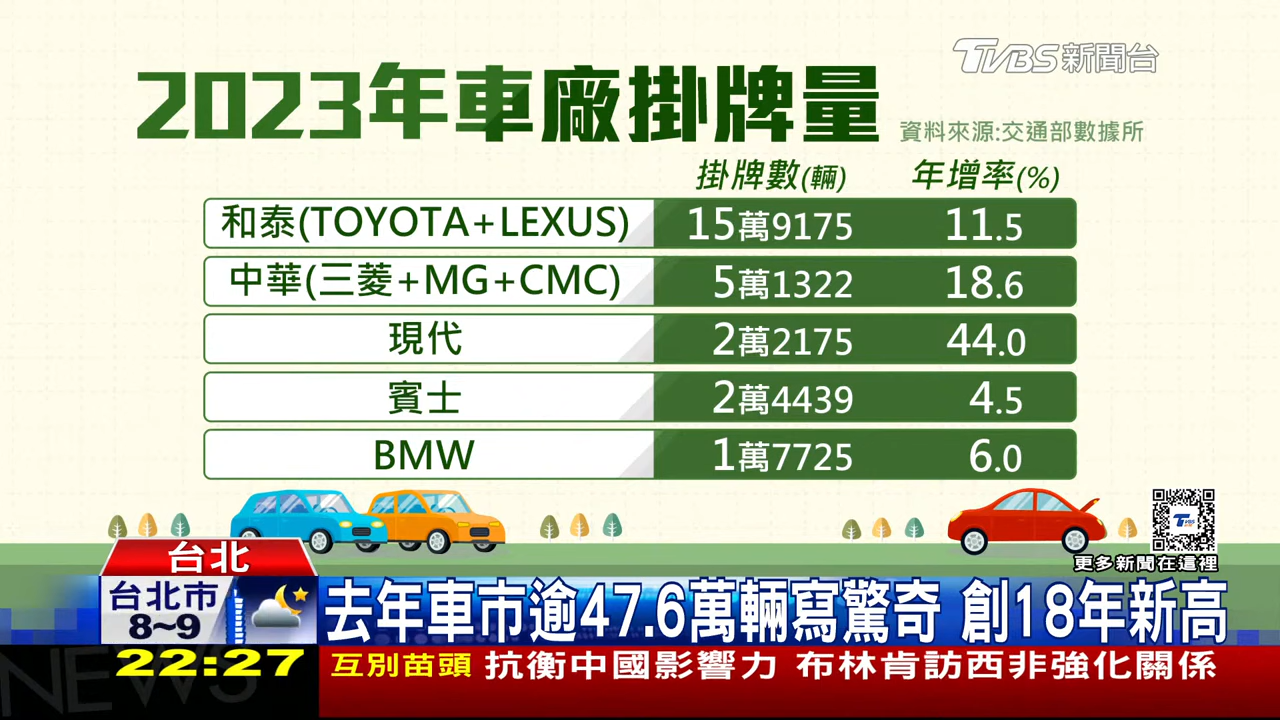 TVBS新聞台
2023年車廠掛牌量
資料來源:交通部數據所
掛牌數(輛) 年增率(%)
和泰(TOYOTA+LEXUS) 15萬9175 11.5
中華(三菱+MG+CMC) 5萬1322 18.6
現代 2萬2175 44.0
賓士 2萬4439 4.5
BMW 1萬7725 6.0
TVBS
更多新聞在這裡
台北
台北市
8~9
去年車市逾47.6萬輛寫驚奇 創18年新高
NEWS
22:27
互別苗頭 抗衡中國影響力 布林肯訪西非強化關係